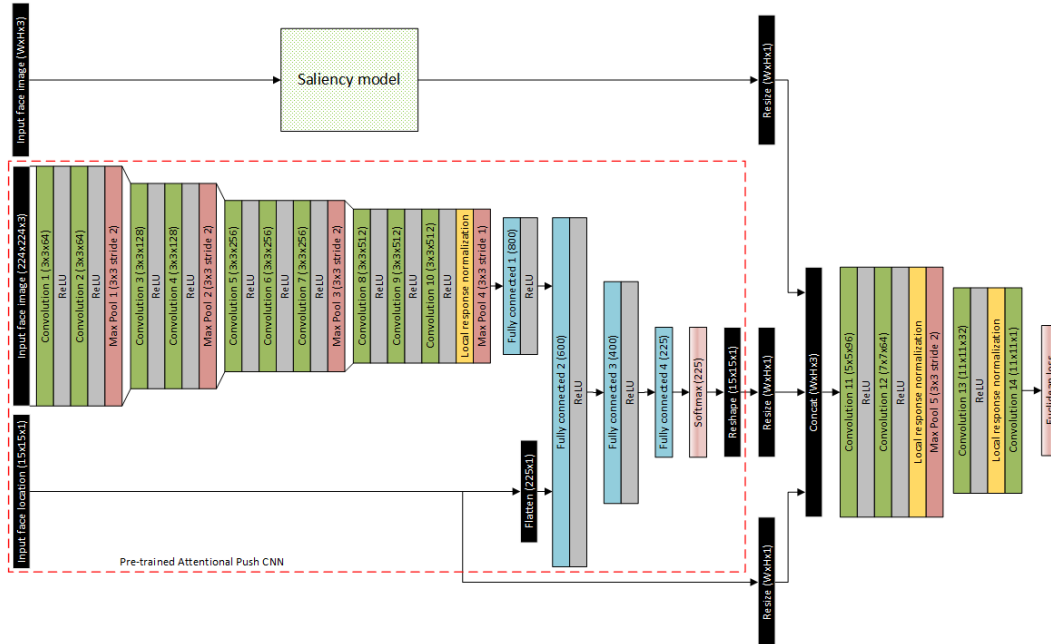 Input face image (WxHx3)
Saliency model
Resize (WxHx1)
Input face image (224x224x3)
Convolution 1 (3x3x64)
ReLU
Convolution 2 (3x3x64)
ReLU
Max Pool 1 (3x3 stride 2)
Convolution 3 (3x3x128)
ReLU
Convolution 4 (3x3x128)
ReLU
Max Pool 2 (3x3 stride 2)
Convolution 5 (3x3x256)
ReLU
Convolution 6 (3x3x256)
ReLU
Convolution 7 (3x3x256)
ReLU
Max Pool 3 (3x3 stride 2)
Convolution 8 (3x3x512)
ReLU
Convolution 9 (3x3x512)
ReLU
Convolution 10 (3x3x512)
ReLU
Local response normalization
Max Pool 4 (3x3 stride 1)
Fully connected 1 (800)
ReLU
Input face location (15x15x1)
Flatten (225x1)
Fully connected 2 (600)
ReLU
Fully connected 3 (400)
ReLU
Fully connected 4 (225)
Softmax (225)
Reshape (15x15x1)
Resize (WxHx1)
Resize (WxHx1)
Pre-trained Attentional Push CNN
Concat (WxHx3)
Convolution 11 (5x5x96)
ReLU
Convolution 12 (7x7x64)
ReLU
Local response normalization
Max Pool 5 (3x3 stride 2)
Convolution 13 (11x11x32)
ReLU
Local response normalization
Convolution 14 (11x11x1)